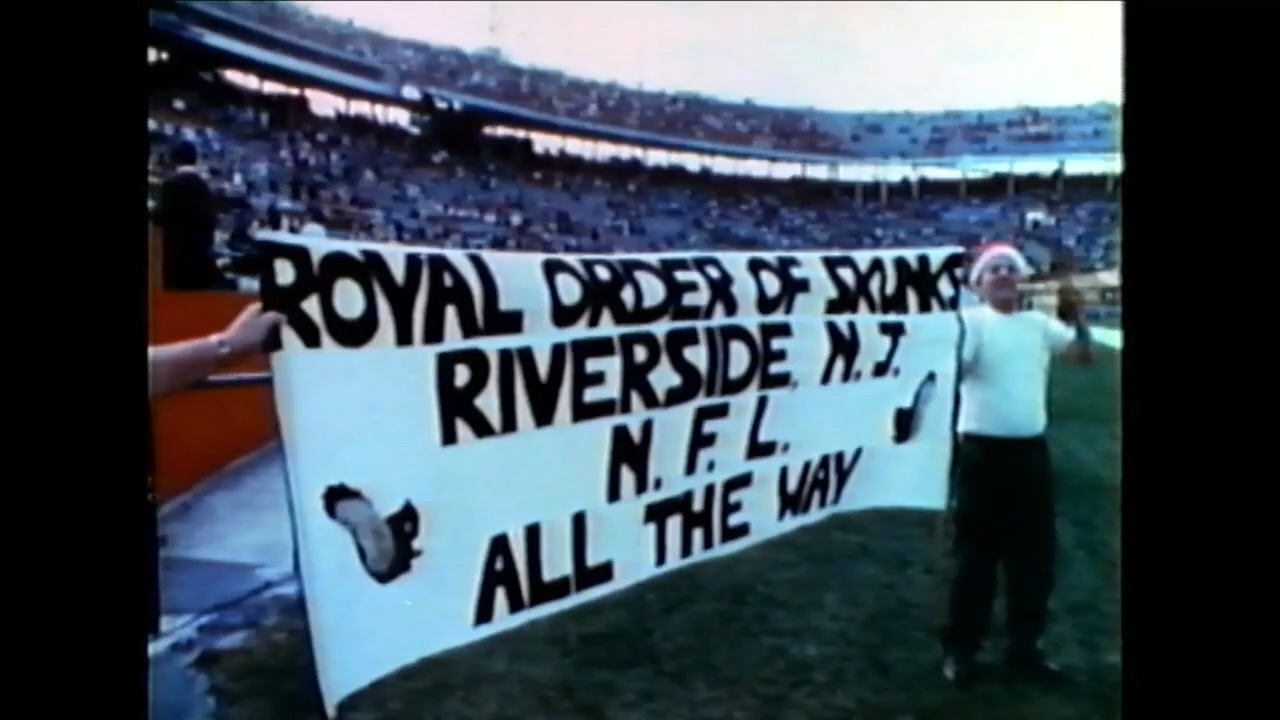 ROYAL ORDER OF SKUNKS
RIVERSIDE, N.J.
N.F.L.
ALL THE WAY